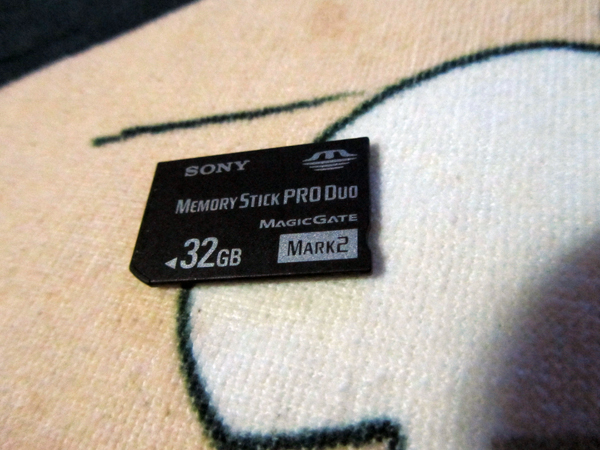 SONY
MEMORY STICK PRO DUO
MAGICGATE
◄32GB
MARK2